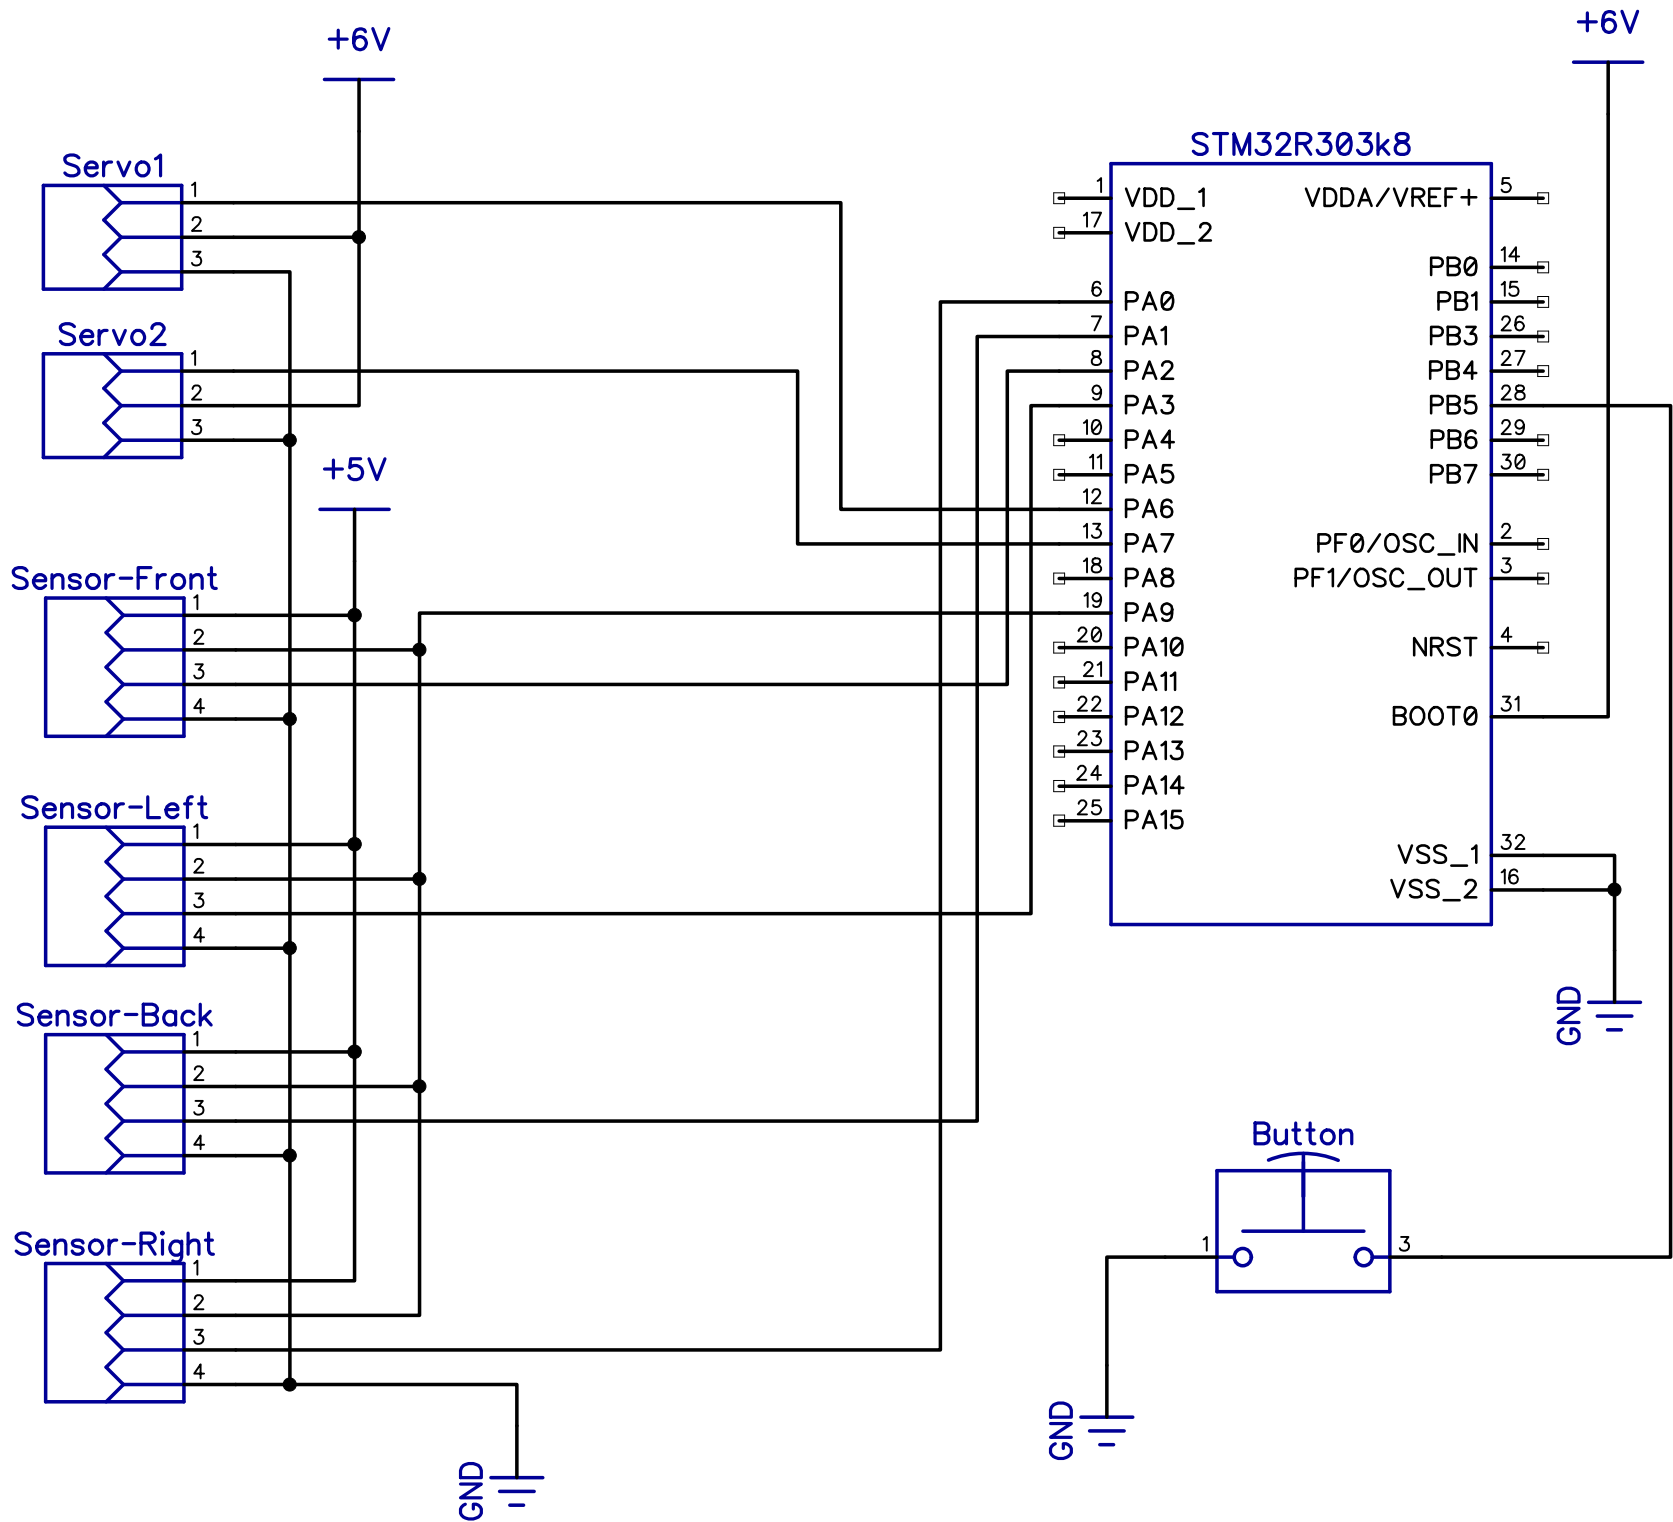 +6V
+6V
STM32R303k8
Servo1
1
2
3
Servo2
1
2
3
+5V
Sensor-Front
1
2
3
4
Sensor-Left
1
2
3
4
Sensor-Back
1
2
3
4
Sensor-Right
1
2
3
4
GND
1 VDD_1
17 VDD_2
6 PA0
7 PA1
8 PA2
9 PA3
10 PA4
11 PA5
12 PA6
13 PA7
18 PA8
19 PA9
20 PA10
21 PA11
22 PA12
23 PA13
24 PA14
25 PA15
VDDA/VREF+ 5
PB0 14
PB1 15
PB3 26
PB4 27
PB5 28
PB6 29
PB7 30
PF0/OSC_IN 2
PF1/OSC_OUT 3
NRST 4
BOOT0 31
VSS_1 32
VSS_2 16
GND
Button
1 3
GND